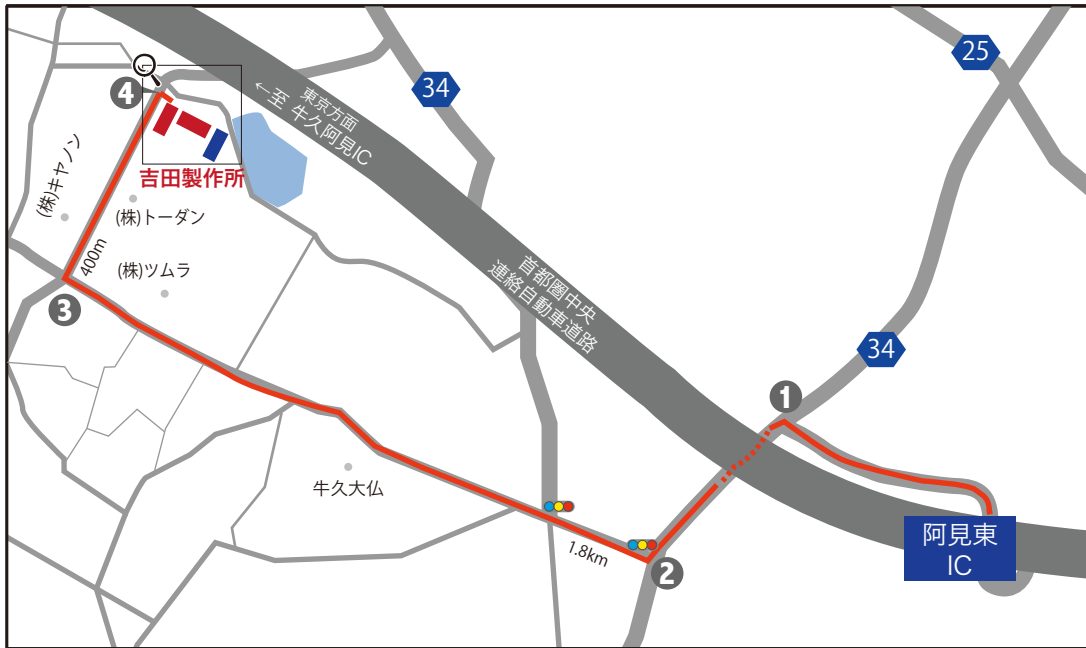 34
25
東京方面
←至 牛久阿見IC
4
吉田製作所
(株)キヤノン
(株)トーダン
400m
(株)ツムラ
3
首都圏中央
連絡自動車道路
34
1
牛久大仏
阿見東
IC
1.8km
2